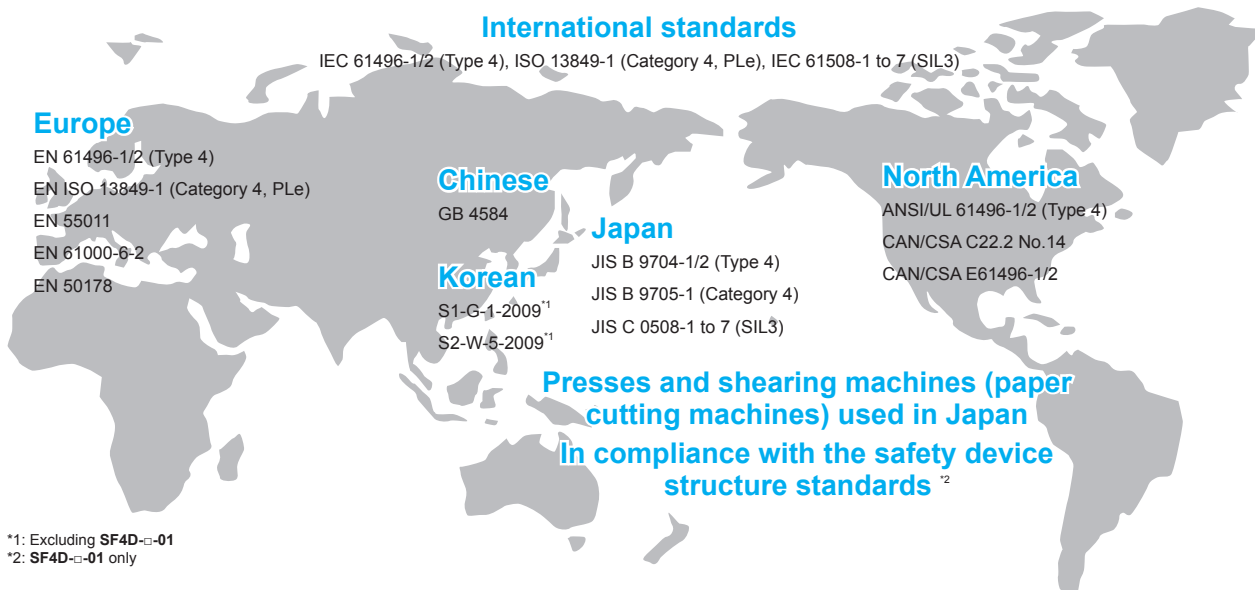 International standards
IEC 61496-1/2 (Type 4), ISO 13849-1 (Category 4, PLe), IEC 61508-1 to 7 (SIL3)
Europe
EN 61496-1/2 (Type 4)
EN ISO 13849-1 (Category 4, PLe)
EN 55011
EN 61000-6-2
EN 50178
Chinese
GB 4584
Korean
S1-G-1-2009*1
S2-W-5-2009*1
Japan
JIS B 9704-1/2 (Type 4)
JIS B 9705-1 (Category 4)
JIS C 0508-1 to 7 (SIL3)
North America
ANSI/UL 61496-1/2 (Type 4)
CAN/CSA C22.2 No.14
CAN/CSA E61496-1/2
Presses and shearing machines (paper
cutting machines) used in Japan
In compliance with the safety device
structure standards *2
*1: Excluding SF4D-□-01
*2: SF4D-□-01 only